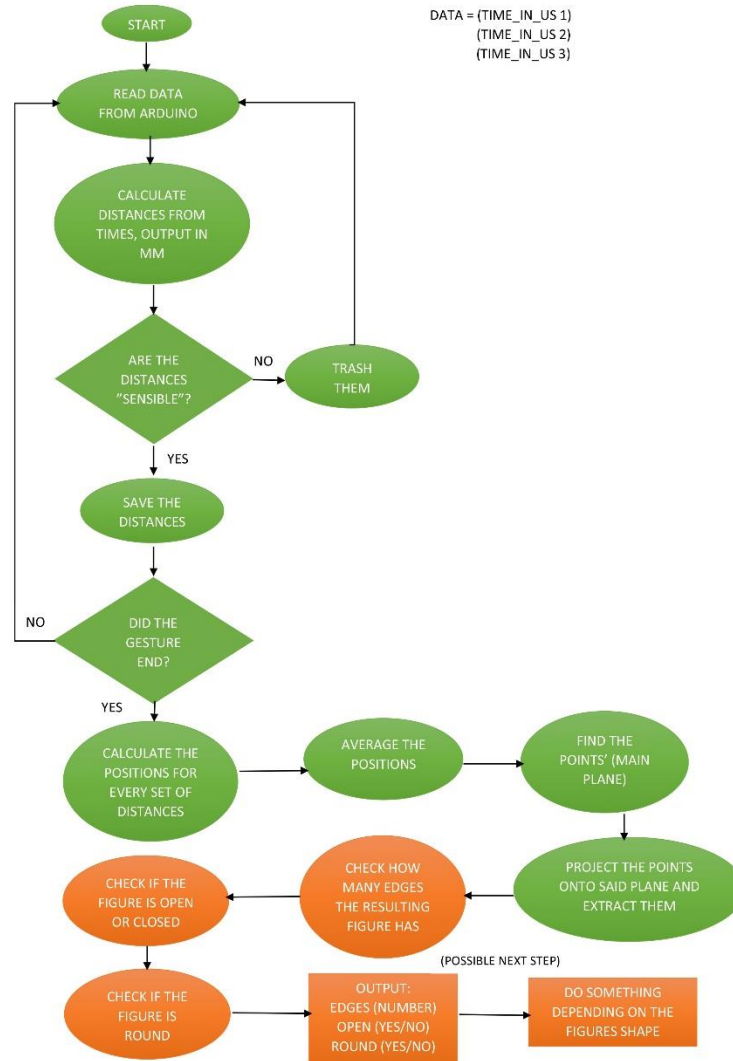 START
DATA = (TIME_IN_US 1)
(TIME_IN_US 2)
(TIME_IN_US 3)
READ DATA
FROM ARDUINO
CALCULATE
DISTANCES FROM
TIMES, OUTPUT IN
MM
ARE THE
DISTANCES
"SENSIBLE"?
NO
TRASH
THEM
YES
SAVE THE
DISTANCES
NO
DID THE
GESTURE
END?
YES
CALCULATE THE
POSITIONS FOR
EVERY SET OF
DISTANCES
AVERAGE THE
POSITIONS
FIND THE
POINTS' (MAIN
PLANE)
PROJECT THE POINTS
ONTO SAID PLANE AND
EXTRACT THEM
CHECK HOW
MANY EDGES
THE RESULTING
FIGURE HAS
CHECK IF THE
FIGURE IS OPEN
OR CLOSED
CHECK IF THE
FIGURE IS
ROUND
OUTPUT:
EDGES (NUMBER)
OPEN (YES/NO)
ROUND (YES/NO)
(POSSIBLE NEXT STEP)
DO SOMETHING
DEPENDING ON THE
FIGURES SHAPE